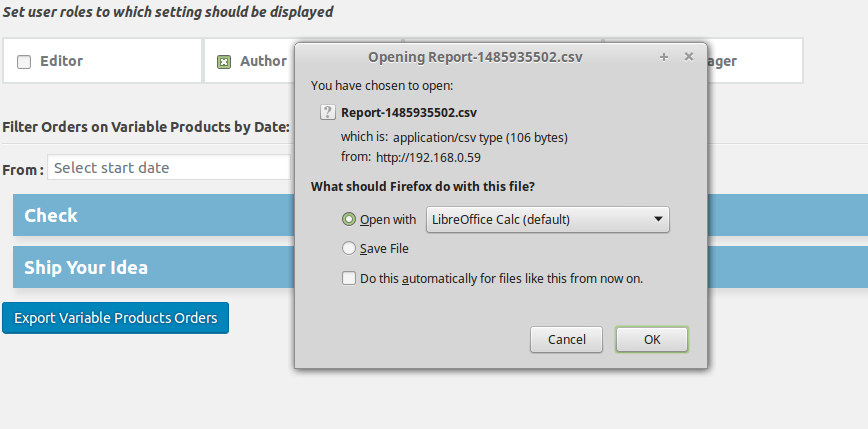 Set user roles to which setting should be displayed
Editor
Author
ager
Opening Report-1485935502.csv
You have chosen to open:
Report-1485935502.csv
which is: application/csv type (106 bytes)
from: http://192.168.0.59
What should Firefox do with this file?
Open with LibreOffice Calc (default)
Save File
Do this automatically for files like this from now on.
Cancel OK
Filter Orders on Variable Products by Date:
From : Select start date
Check
Ship Your Idea
Export Variable Products Orders